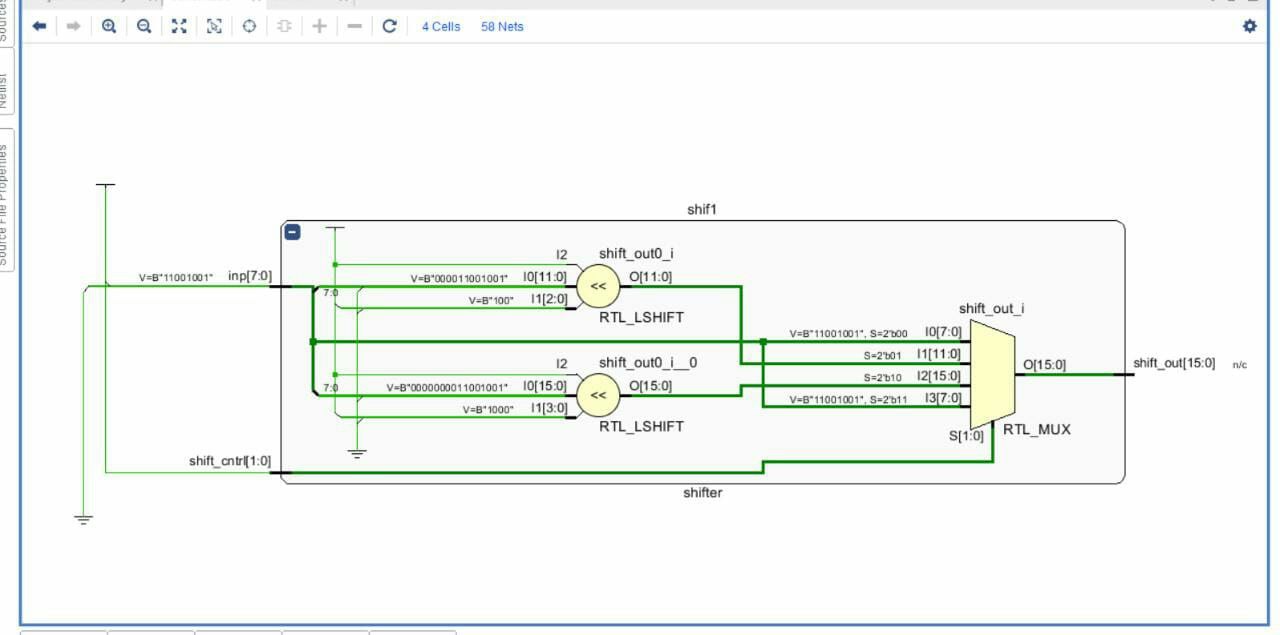 Sources
Netlist
Source File Properties
4 Cells 58 Nets
shif1
I2 shift_out0_i
V=B"11001001" inp[7:0]
7:0 V=B"000011001001" I0[11:0] << O[11:0]
V=B"100" I1[2:0]
RTL_LSHIFT
shift_out_i
V=B"11001001", S=2'b00 I0[7:0]
S=2'b01 I1[11:0]
I2 shift_out0_i__0
O[15:0] shift_out[15:0] n/c
S=2'b10 I2[15:0]
7:0 V=B"0000000011001001" I0[15:0] << O[15:0]
V=B"11001001", S=2'b11 I3[7:0]
V=B"1000" I1[3:0]
RTL_LSHIFT
S[1:0] RTL_MUX
shift_cntrl[1:0]
shifter